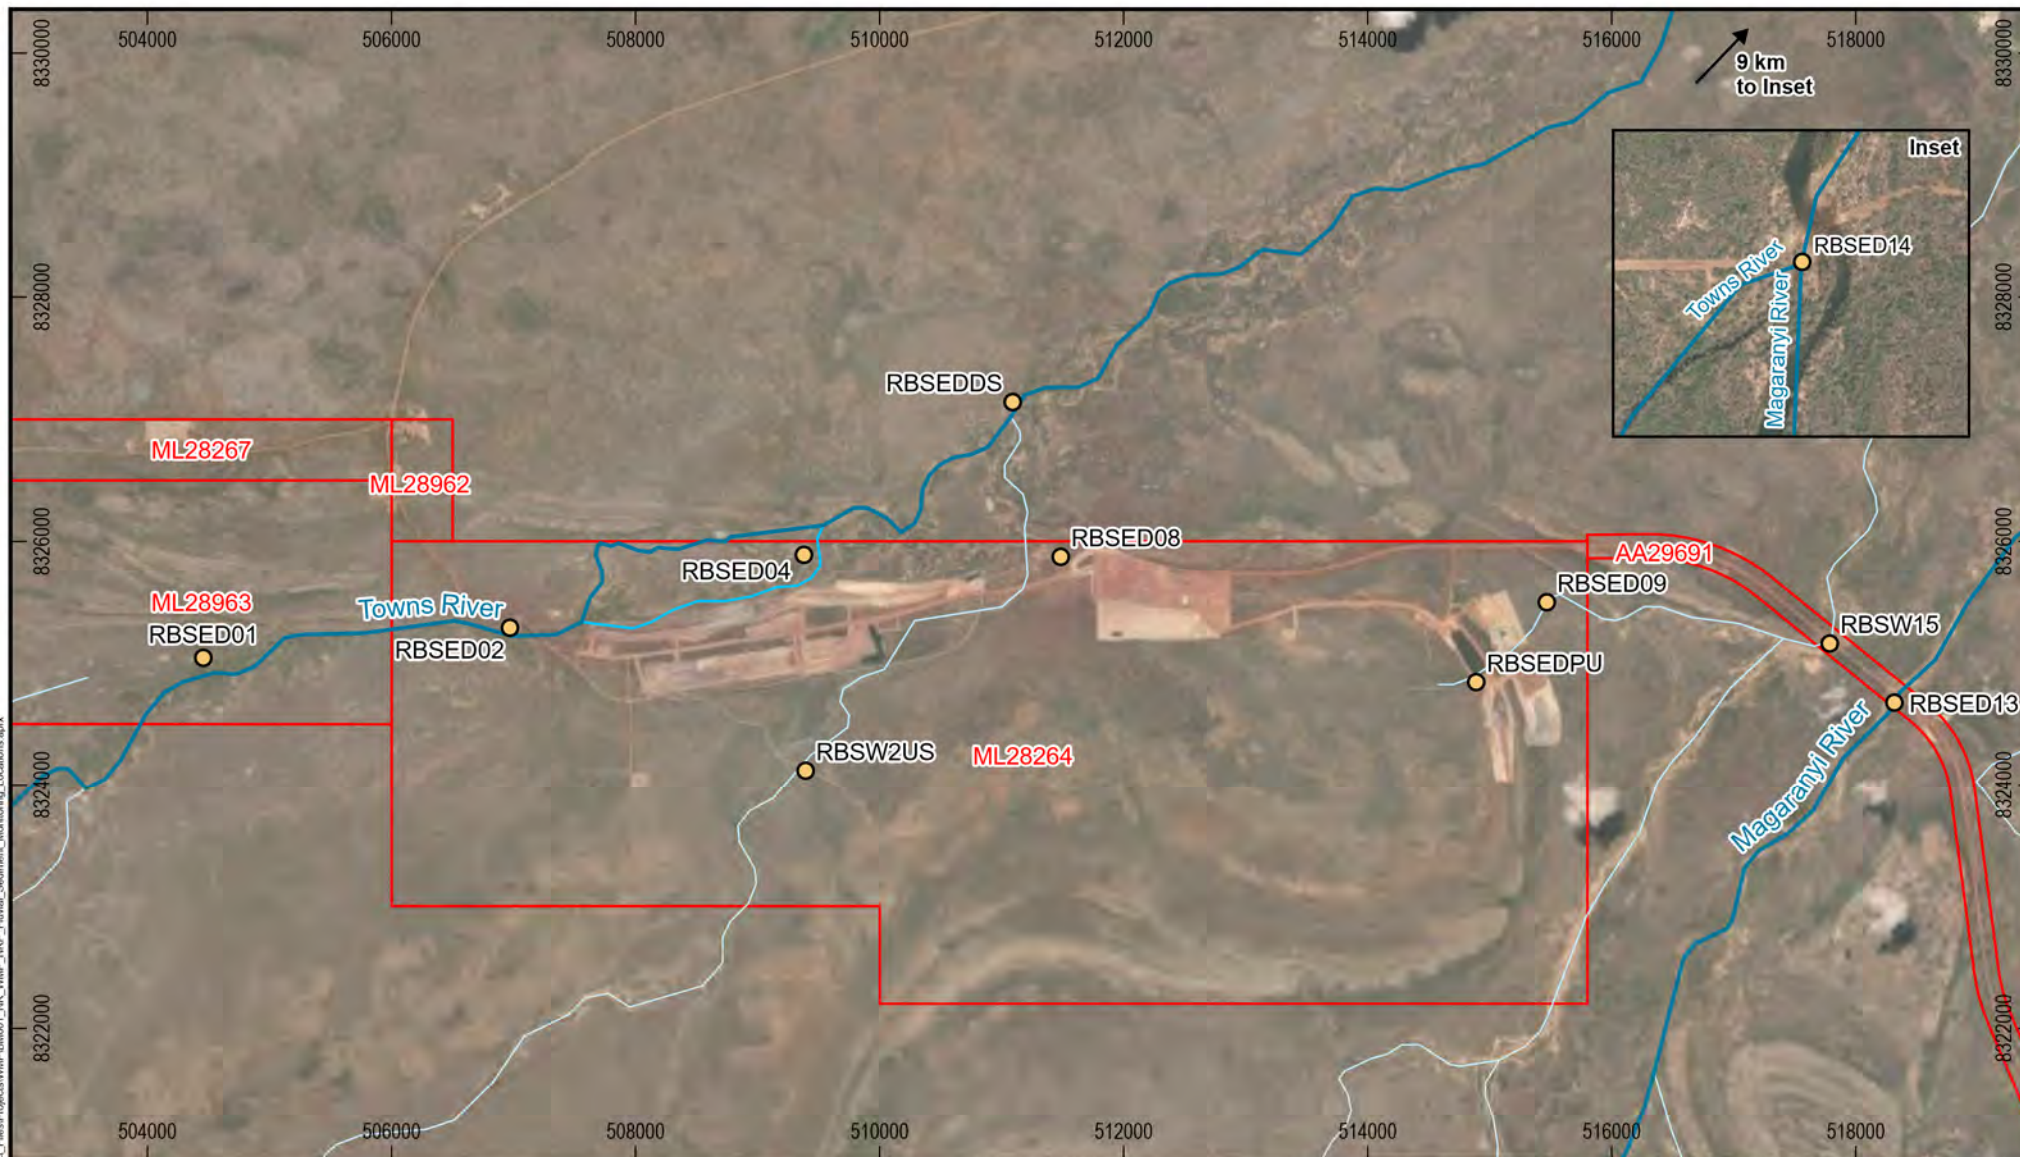 504000
506000
508000
510000
512000
514000
516000
518000
8330000
8330000
9 km
to Inset
Inset
RBSED14
Towns River
Magaranyi River
8328000
8328000
RBSEDDS
ML28267
ML28962
8326000
8326000
RBSED08
AA29691
RBSED04
RBSED09
ML28963
Towns River
RBSED01
RBSED02
RBSW15
RBSEDPU
RBSED13
RBSW2US
ML28264
Magaranyi River
8324000
8324000
8322000
8322000
504000
506000
508000
510000
512000
514000
516000
518000